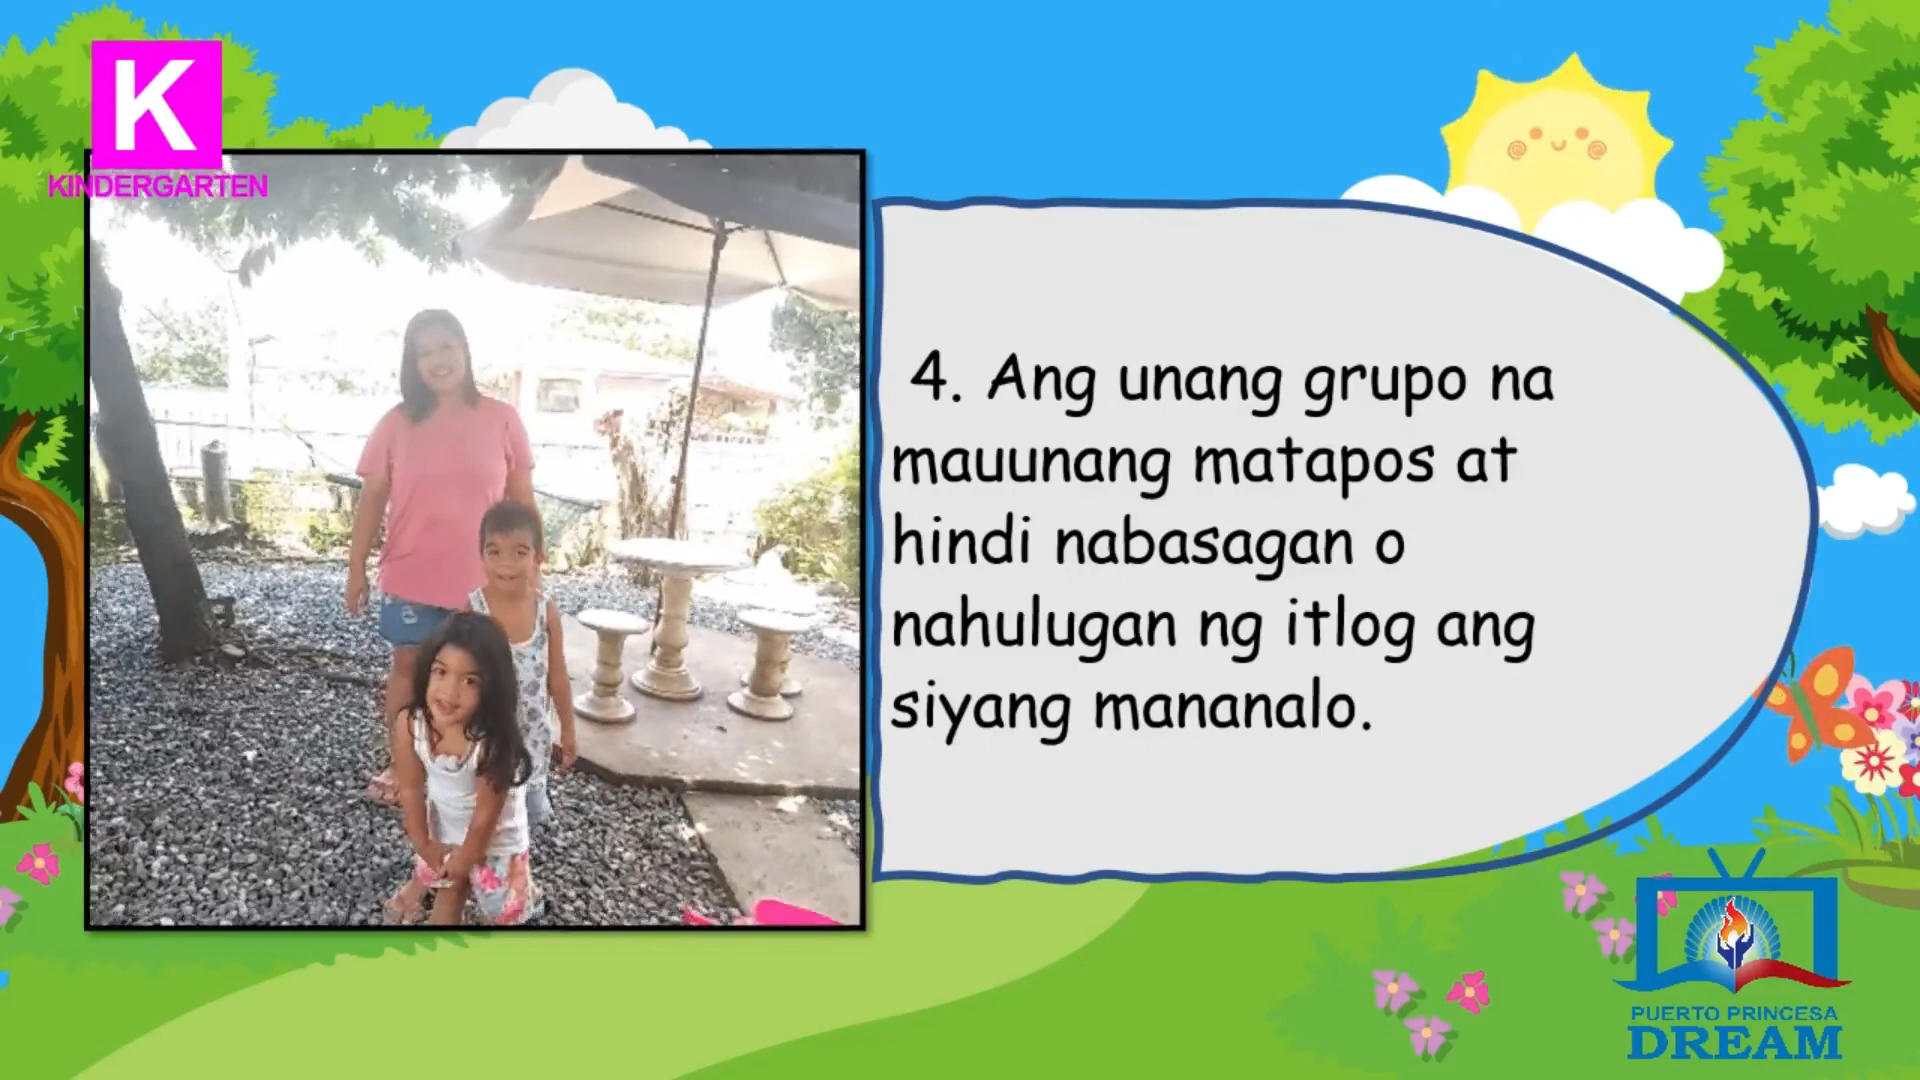 K
KINDERGARTEN
4. Ang unang grupo na
mauunang matapos at
hindi nabasagan o
nahulugan ng itlog ang
siyang mananalo.
PUERTO PRINCESA
DREAM